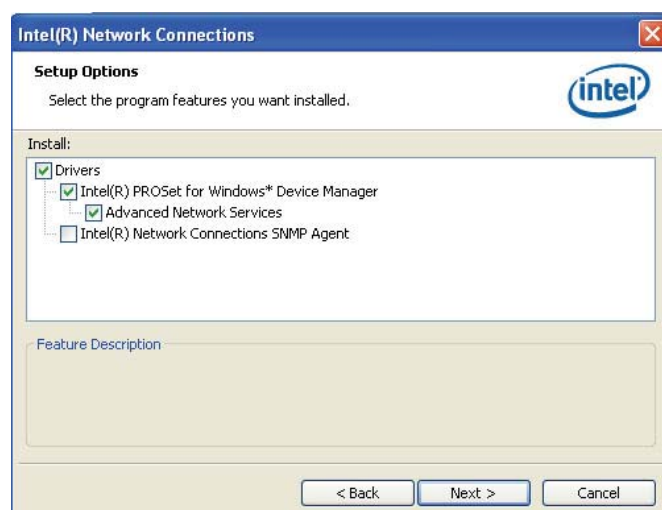 Intel(R) Network Connections
Setup Options
Select the program features you want installed.
intel
Install:
Drivers
Intel(R) PROSet for Windows* Device Manager
Advanced Network Services
Intel(R) Network Connections SNMP Agent
Feature Description
< Back
Next >
Cancel